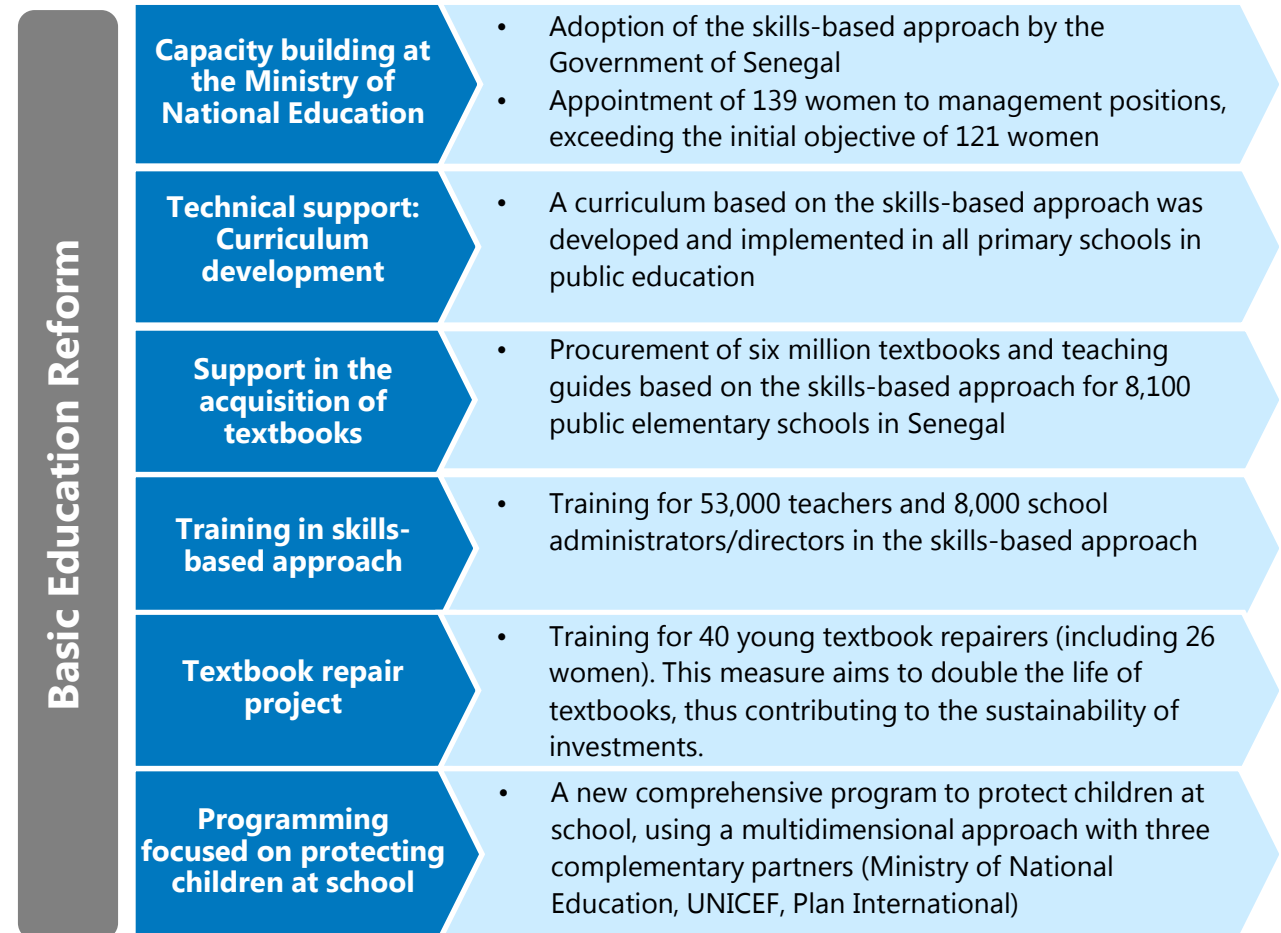 Basic Education Reform
Capacity building at
the Ministry of
National Education
• Adoption of the skills-based approach by the
Government of Senegal
• Appointment of 139 women to management positions,
exceeding the initial objective of 121 women
Technical support:
Curriculum
development
• A curriculum based on the skills-based approach was
developed and implemented in all primary schools in
public education
Support in the
acquisition of
textbooks
• Procurement of six million textbooks and teaching
guides based on the skills-based approach for 8,100
public elementary schools in Senegal
Training in skills-
based approach
• Training for 53,000 teachers and 8,000 school
administrators/directors in the skills-based approach
Textbook repair
project
• Training for 40 young textbook repairers (including 26
women). This measure aims to double the life of
textbooks, thus contributing to the sustainability of
investments.
Programming
focused on protecting
children at school
• A new comprehensive program to protect children at
school, using a multidimensional approach with three
complementary partners (Ministry of National
Education, UNICEF, Plan International)